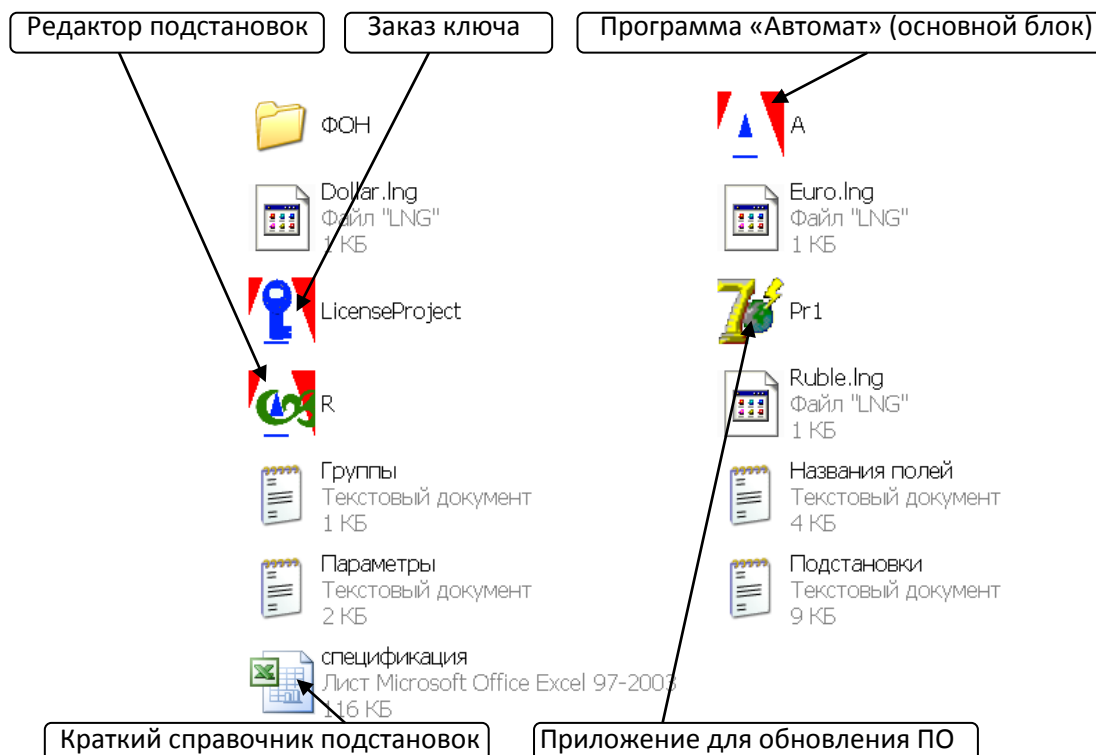 Редактор подстановок
Заказ ключа
Программа «Автомат» (основной блок)
ФОН
A
Dollar.lng
Файл "LNG"
1 КБ
Euro.lng
Файл "LNG"
1 КБ
LicenseProject
Pr1
R
Ruble.lng
Файл "LNG"
1 КБ
Группы
Текстовый документ
1 КБ
Названия полей
Текстовый документ
4 КБ
Параметры
Текстовый документ
2 КБ
Подстановки
Текстовый документ
9 КБ
спецификация
Лист Microsoft Office Excel 97-2003
116 КБ
Краткий справочник подстановок
Приложение для обновления ПО